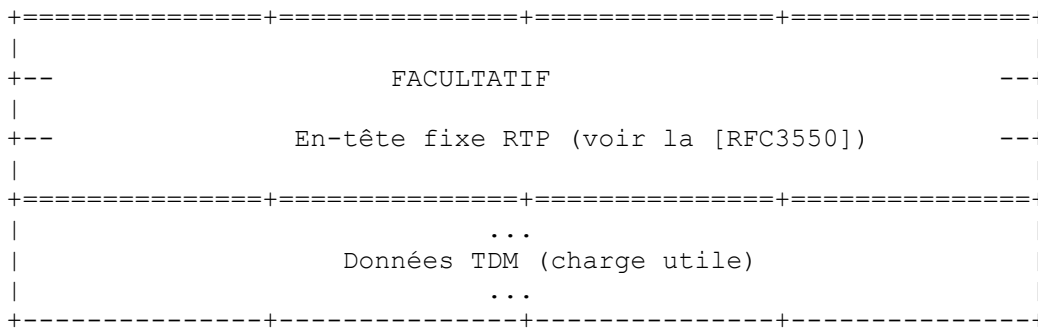 +===============+===============+===============+===============+
| |
+-- FACULTATIF --+
| |
+-- En-tête fixe RTP (voir la [RFC3550]) --+
| |
+===============+===============+===============+===============+
| ... |
| Données TDM (charge utile) |
| ... |
+---------------+---------------+---------------+---------------+